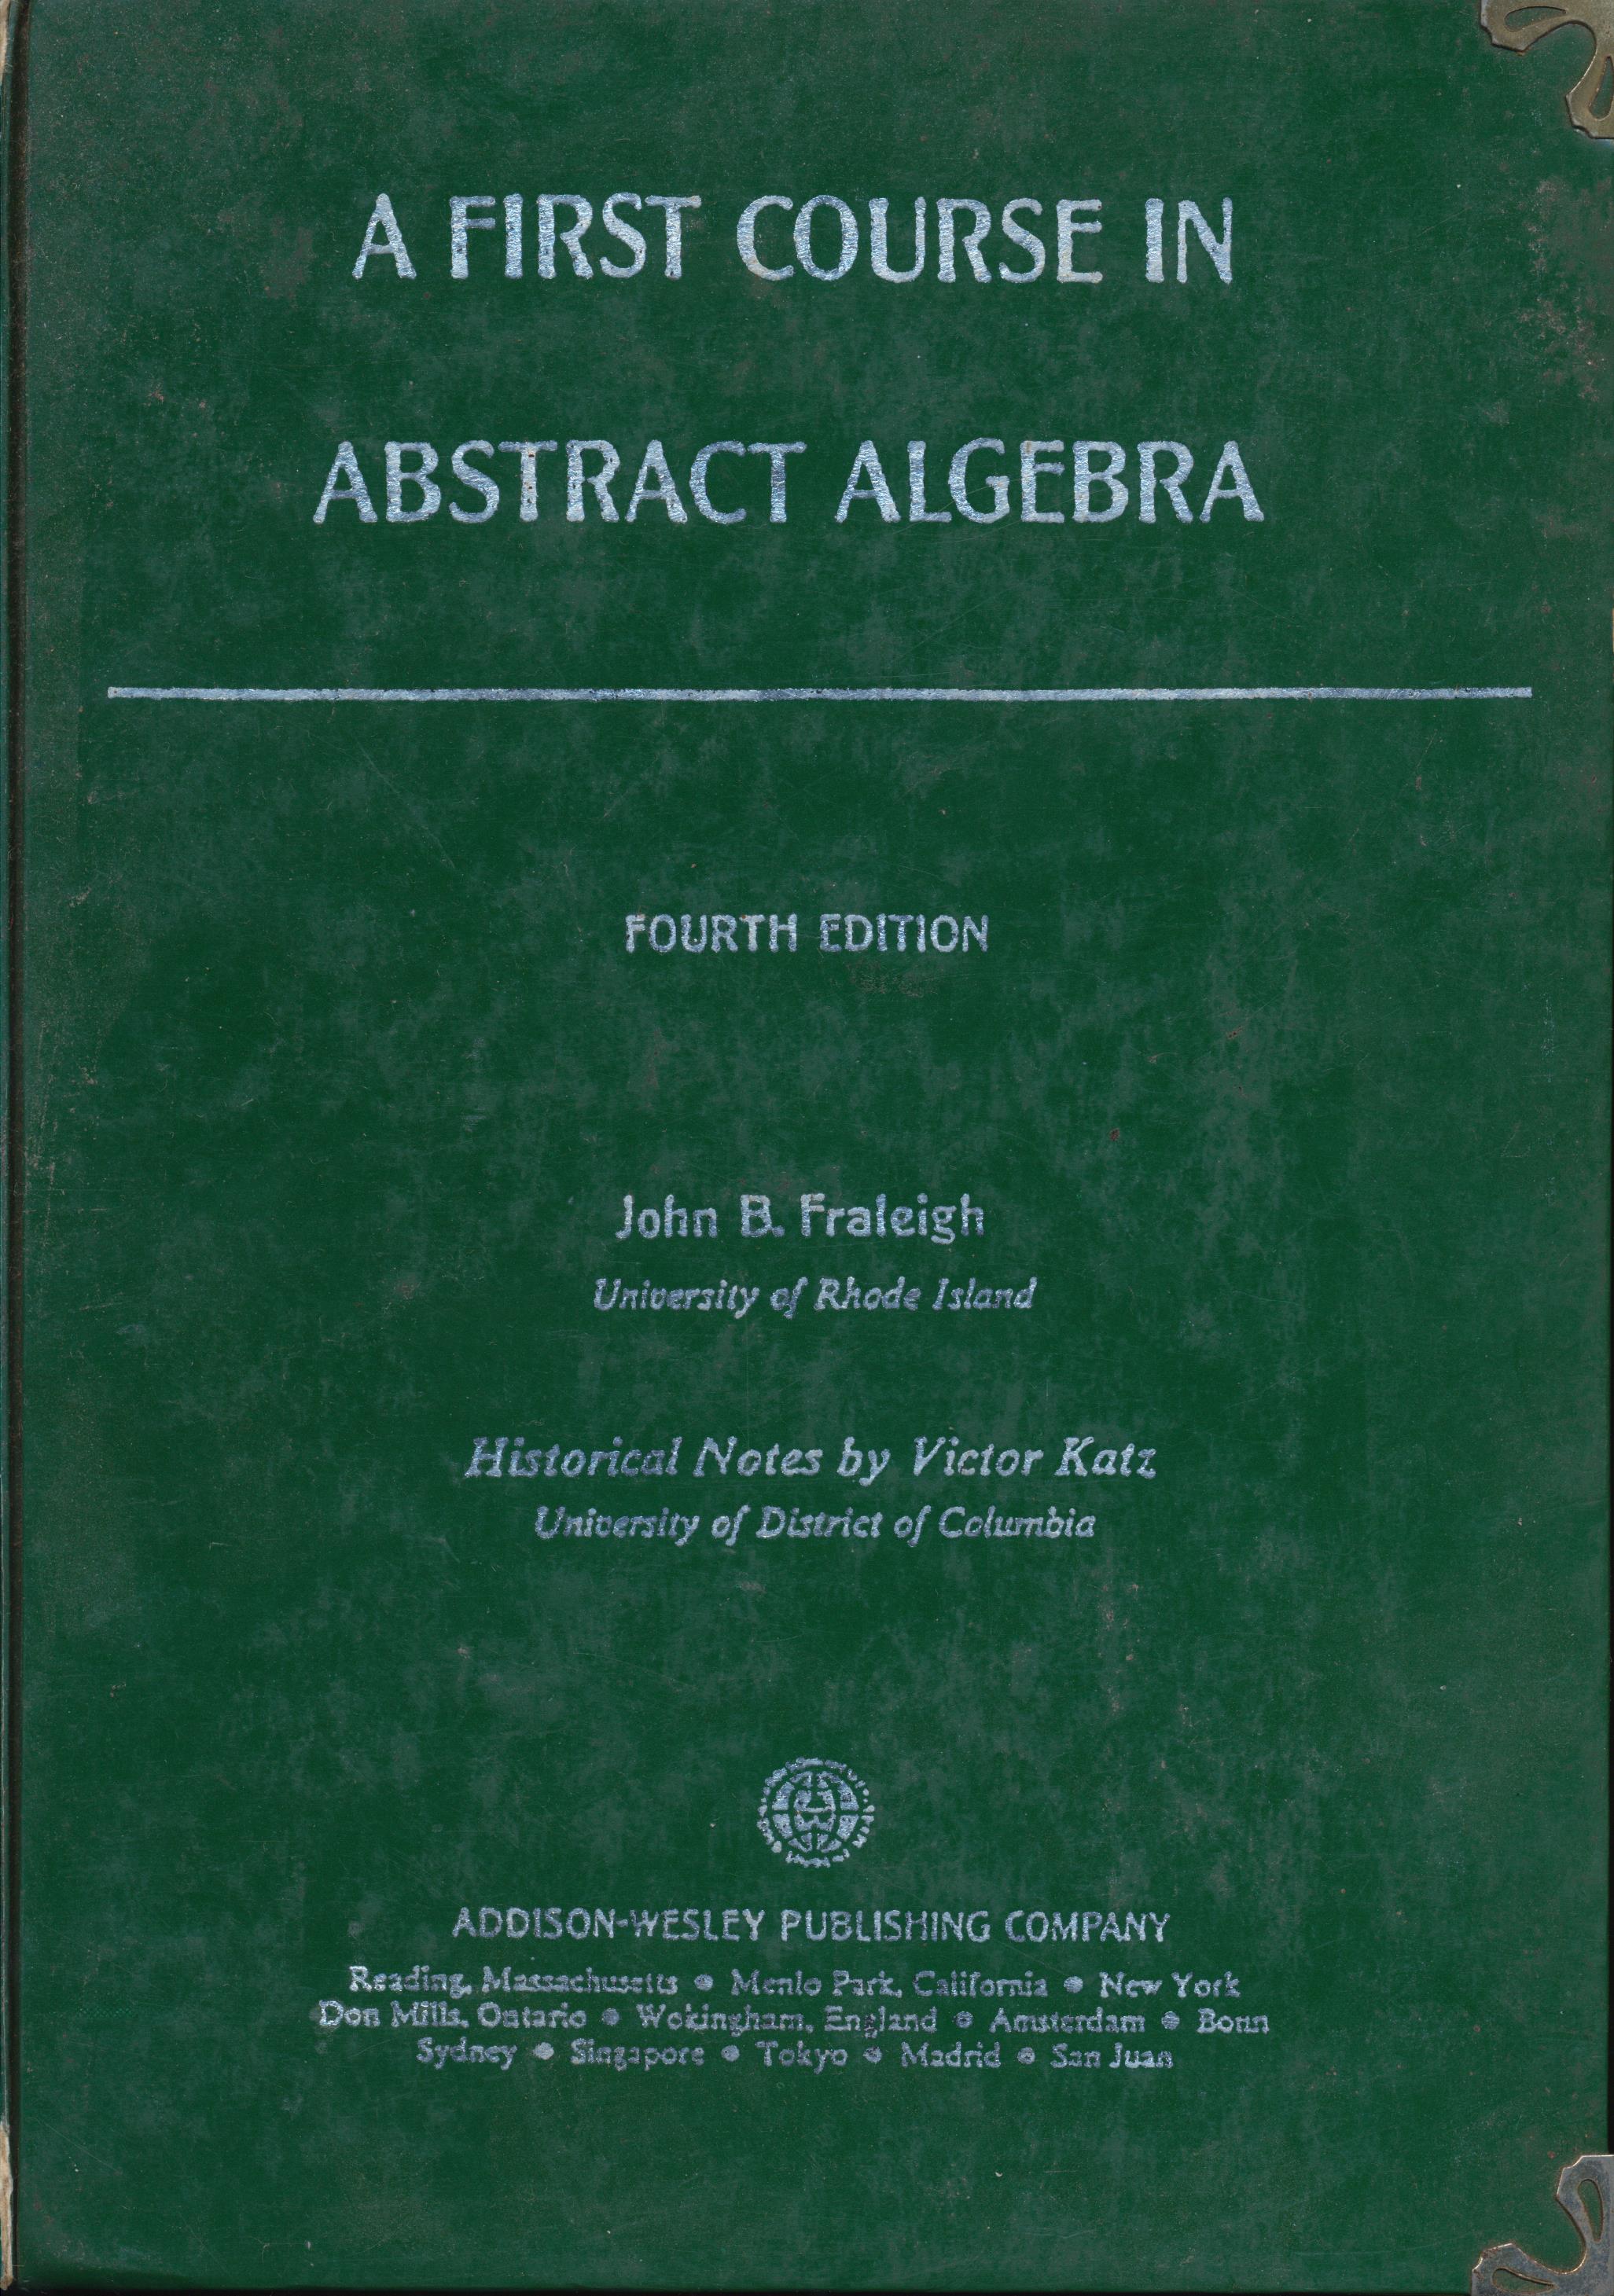 A FIRST COURSE IN
ABSTRACT ALGEBRA
FOURTH EDITION
John B. Fraleigh
University of Rhode Island
Historical Notes by Victor Katz
University of District of Columbia
ADDISON-WESLEY PUBLISHING COMPANY
Reading, Massachusetts • Menlo Park, California • New York
Don Mills, Ontario • Wokingham, England • Amsterdam • Bonn
Sydney • Singapore • Tokyo • Madrid • San Juan